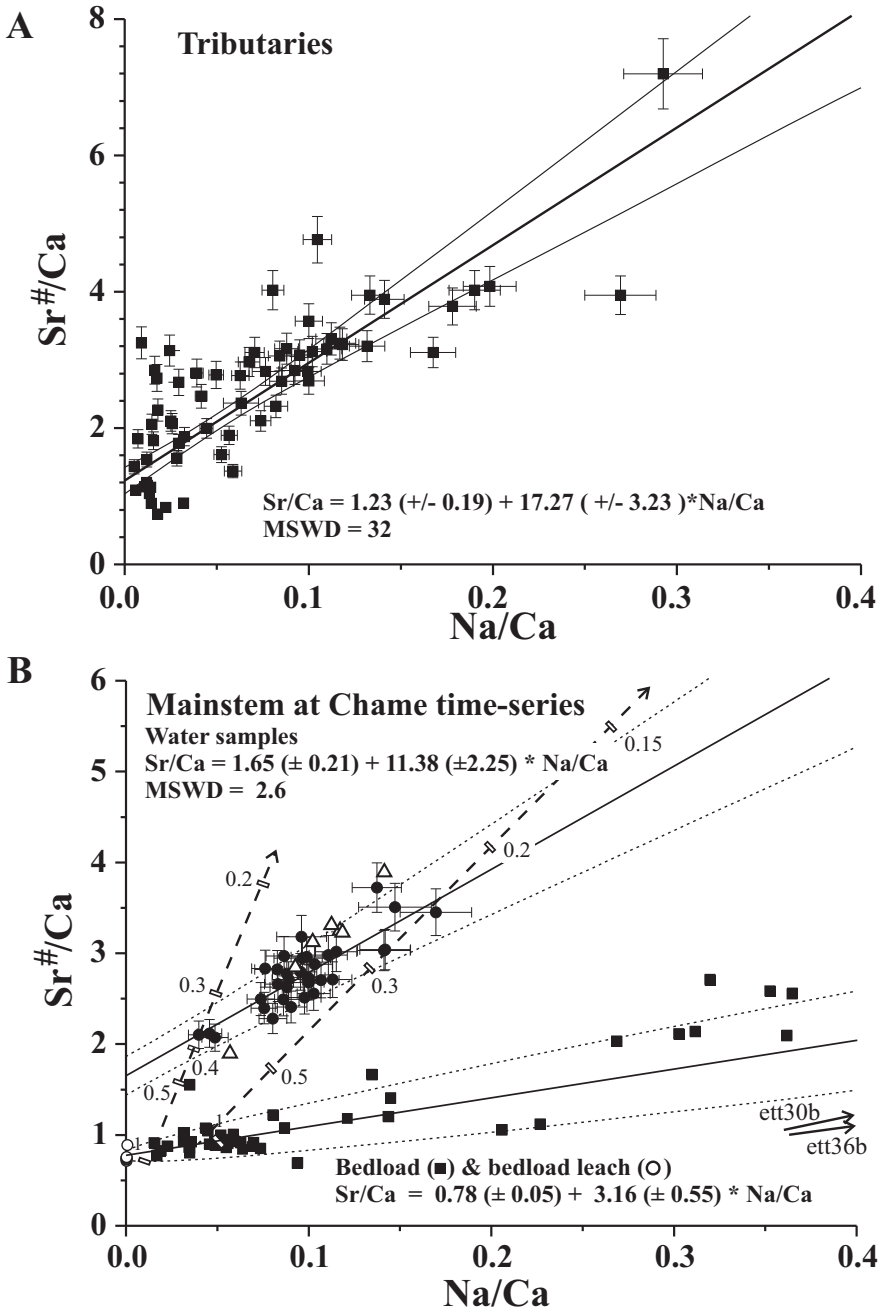 A
Tributaries
8
6
4
2
0
Sr#/Ca
Sr/Ca = 1.23 (+/- 0.19) + 17.27 ( +/- 3.23 )*Na/Ca
MSWD = 32
0.0 0.1 0.2 0.3 0.4
Na/Ca
B
Mainstem at Chame time-series
Water samples
Sr/Ca = 1.65 (± 0.21) + 11.38 (±2.25) * Na/Ca
MSWD = 2.6
6
5
4
3
2
1
0
Sr#/Ca
0.15
0.2
0.2
0.3
0.3
0.4
0.5
0.5
1
1
ett30b
ett36b
Bedload (■) & bedload leach (○)
Sr/Ca = 0.78 (± 0.05) + 3.16 (± 0.55) * Na/Ca
0.0 0.1 0.2 0.3 0.4
Na/Ca